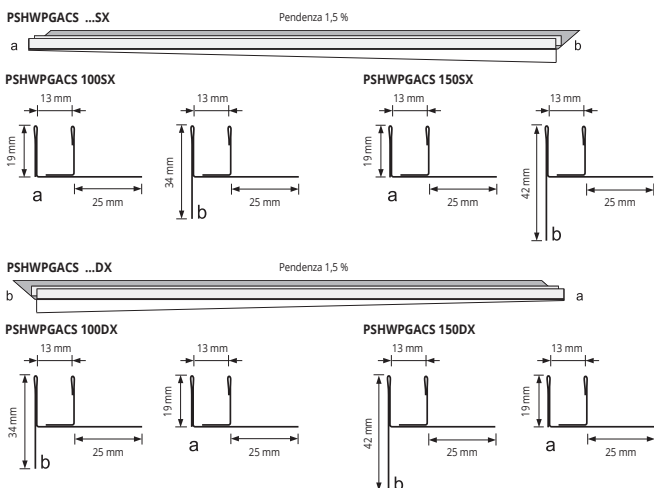 PSHWPGACS ...SX
Pendenza 1,5 %
a
b
PSHWPGACS 100SX
PSHWPGACS 150SX
13 mm
13 mm
13 mm
13 mm
19 mm
34 mm
19 mm
42 mm
a
25 mm
b
25 mm
a
25 mm
b
25 mm
PSHWPGACS ...DX
Pendenza 1,5 %
b
a
PSHWPGACS 100DX
PSHWPGACS 150DX
13 mm
13 mm
13 mm
13 mm
34 mm
19 mm
42 mm
19 mm
b
25 mm
a
25 mm
b
25 mm
a
25 mm